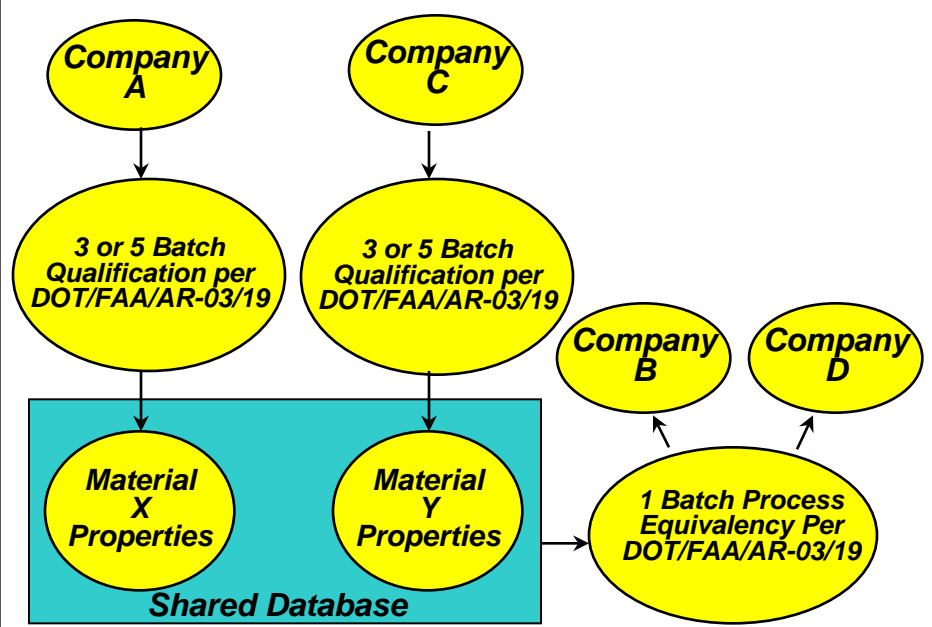 Company
A
Company
C
3 or 5 Batch
Qualification per
DOT/FAA/AR-03/19
3 or 5 Batch
Qualification per
DOT/FAA/AR-03/19
Company
B
Company
D
Material
X
Properties
Material
Y
Properties
1 Batch Process
Equivalency Per
DOT/FAA/AR-03/19
Shared Database